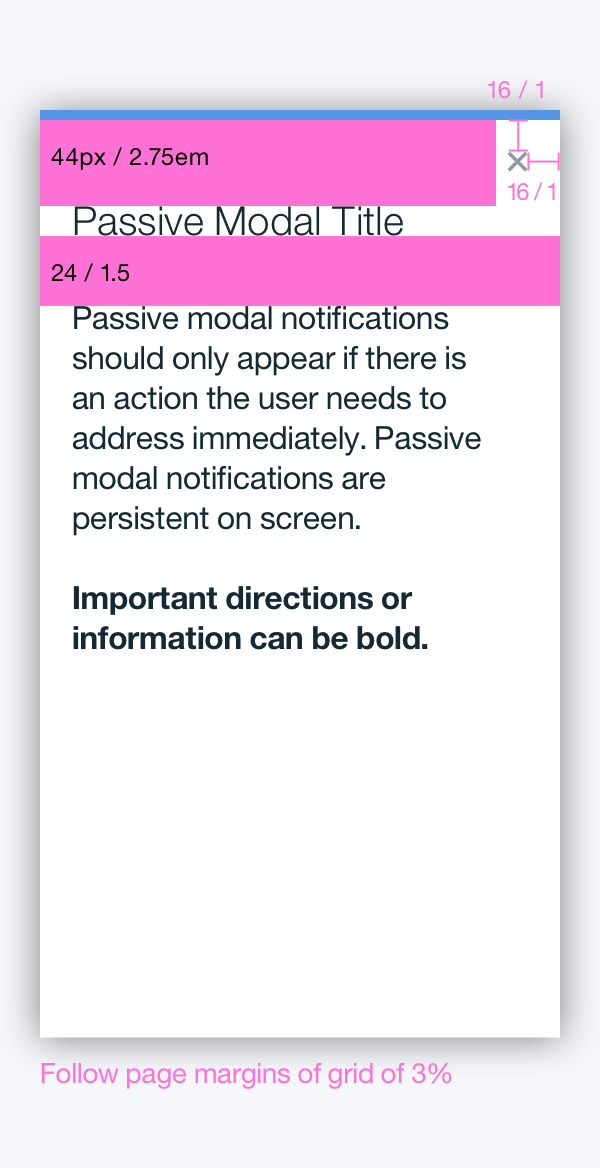 16 / 1
44px / 2.75em
16 / 1
Passive Modal Title
24 / 1.5
Passive modal notifications
should only appear if there is
an action the user needs to
address immediately. Passive
modal notifications are
persistent on screen.
Important directions or
information can be bold.
Follow page margins of grid of 3%